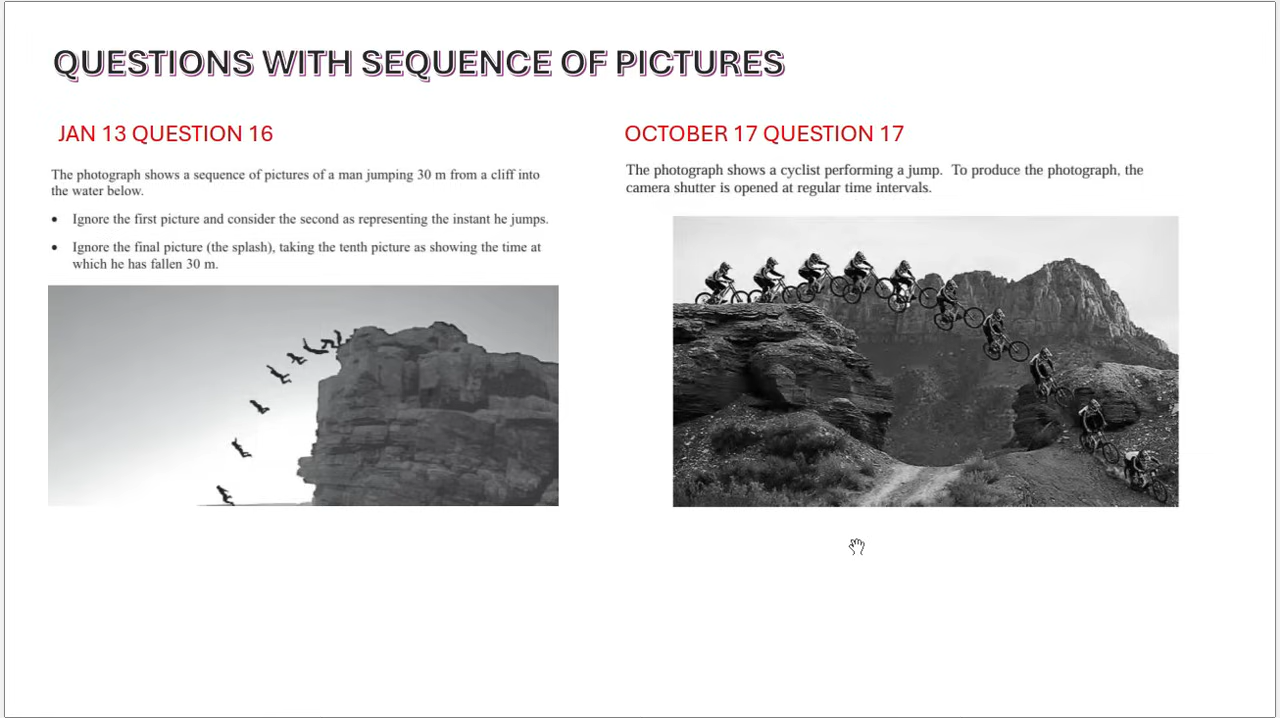 QUESTIONS WITH SEQUENCE OF PICTURES
JAN 13 QUESTION 16
The photograph shows a sequence of pictures of a man jumping 30 m from a cliff into
the water below.
• Ignore the first picture and consider the second as representing the instant he jumps.
• Ignore the final picture (the splash), taking the tenth picture as showing the time at
which he has fallen 30 m.
OCTOBER 17 QUESTION 17
The photograph shows a cyclist performing a jump. To produce the photograph, the
camera shutter is opened at regular time intervals.